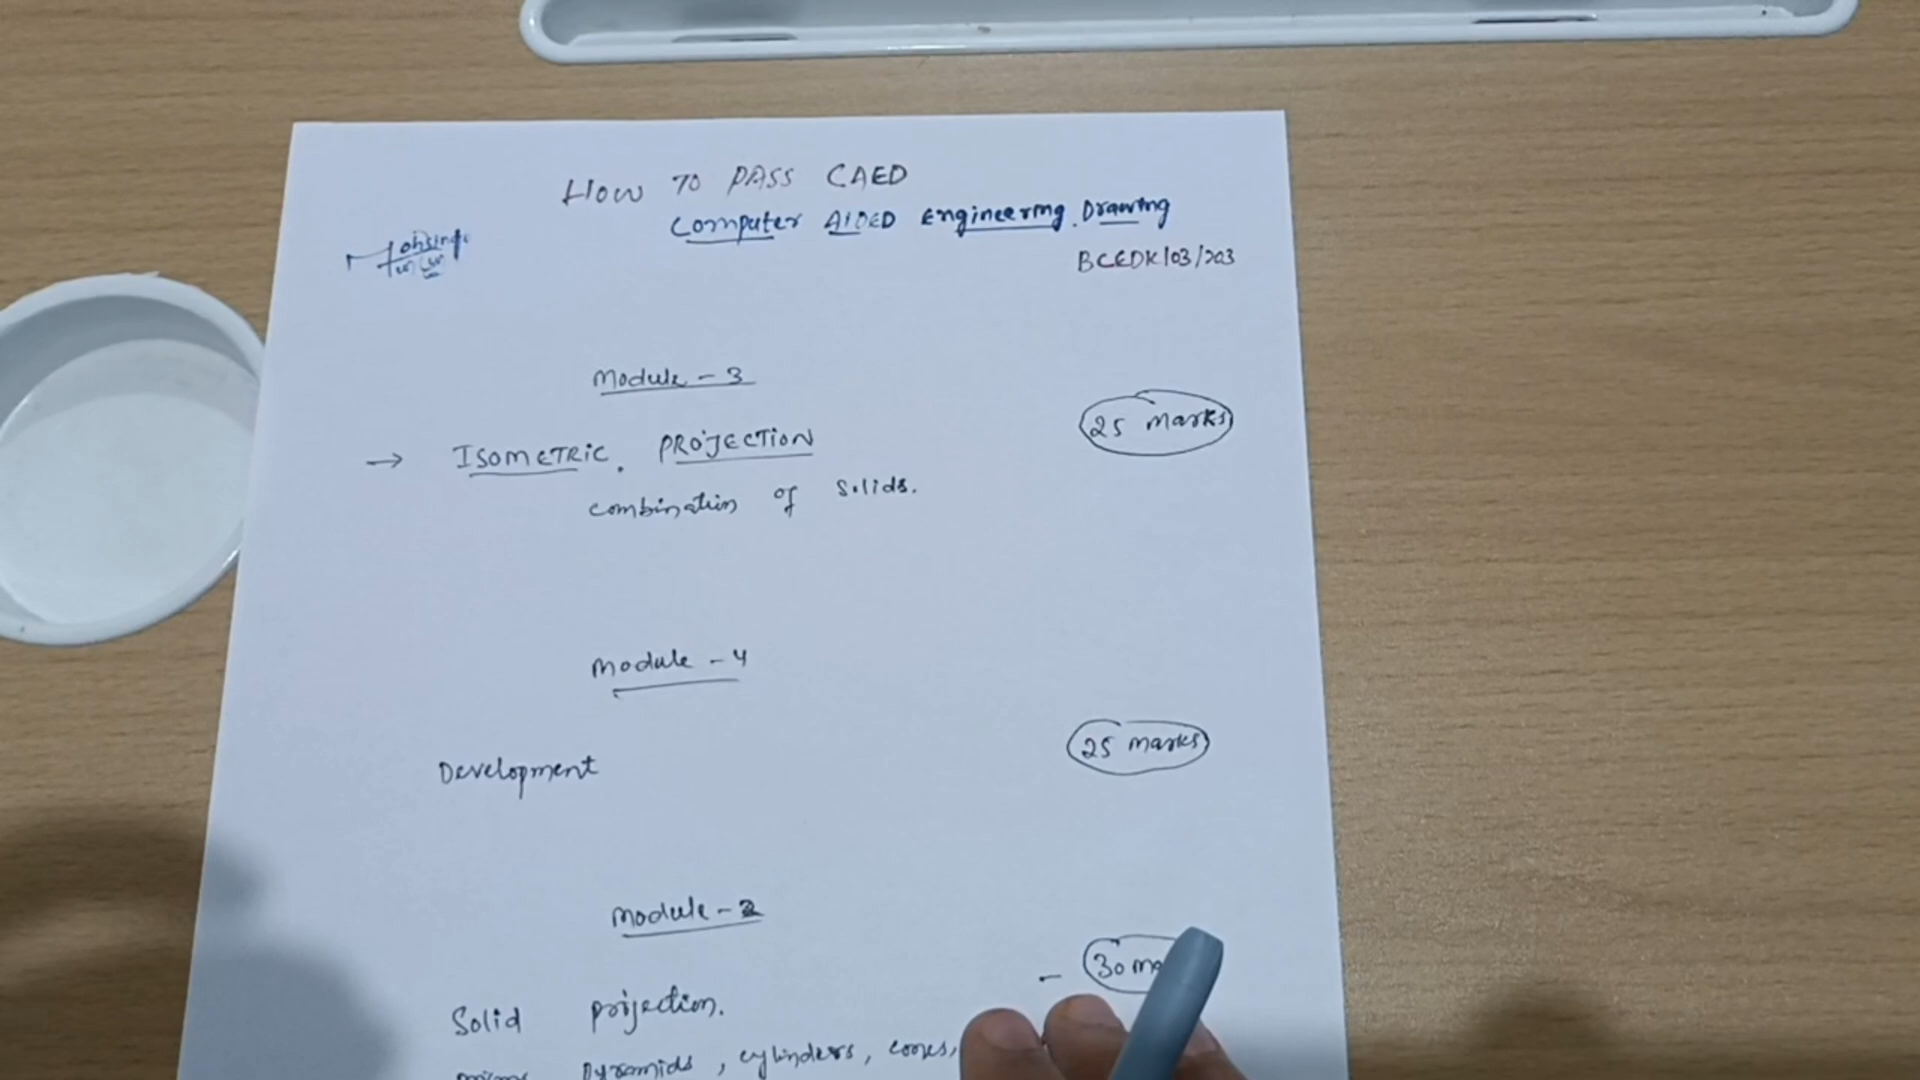 HOW TO PASS CAED
Computer AIDED Engineering Drawing
BCEDK103/203
Module - 3
25 marks
→ ISOMETRIC PROJECTION
combination of solids.
Module - 4
25 marks
Development
Module - 2
- 30
Solid projection.
pyramids, cylinders, cones,